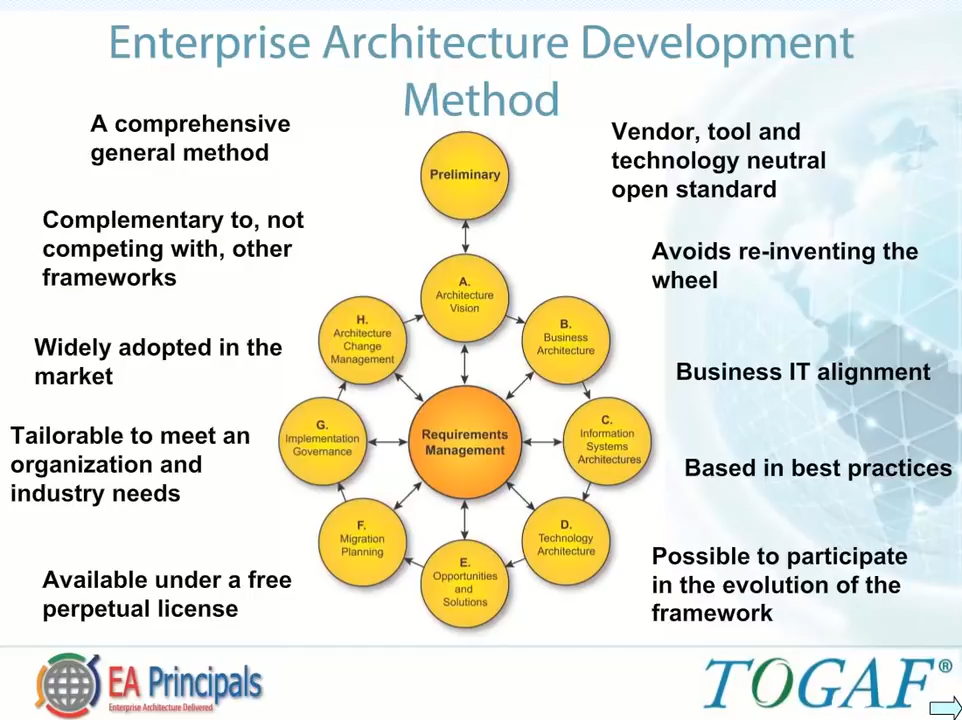 Enterprise Architecture Development
Method
A comprehensive
general method
Vendor, tool and
technology neutral
open standard
Complementary to, not
competing with, other
frameworks
Avoids re-inventing the
wheel
Widely adopted in the
market
Business IT alignment
Tailorable to meet an
organization and
industry needs
Based in best practices
Available under a free
perpetual license
Possible to participate
in the evolution of the
framework
Preliminary
A.
Architecture
Vision
B.
Business
Architecture
C.
Information
Systems
Architectures
D.
Technology
Architecture
E.
Opportunities
and
Solutions
F.
Migration
Planning
G.
Implementation
Governance
H.
Architecture
Change
Management
Requirements
Management
EA Principals
Enterprise Architecture Delivered
TOGAF®